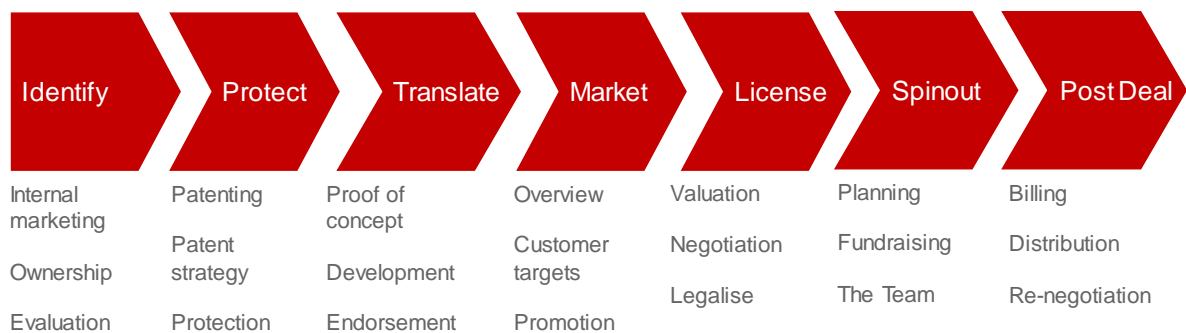 Identify
Protect
Translate
Market
License
Spinout
Post Deal
Internal
marketing
Ownership
Evaluation
Patenting
Patent
strategy
Protection
Proof of
concept
Development
Endorsement
Overview
Customer
targets
Promotion
Valuation
Negotiation
Legalise
Planning
Fundraising
The Team
Billing
Distribution
Re-negotiation